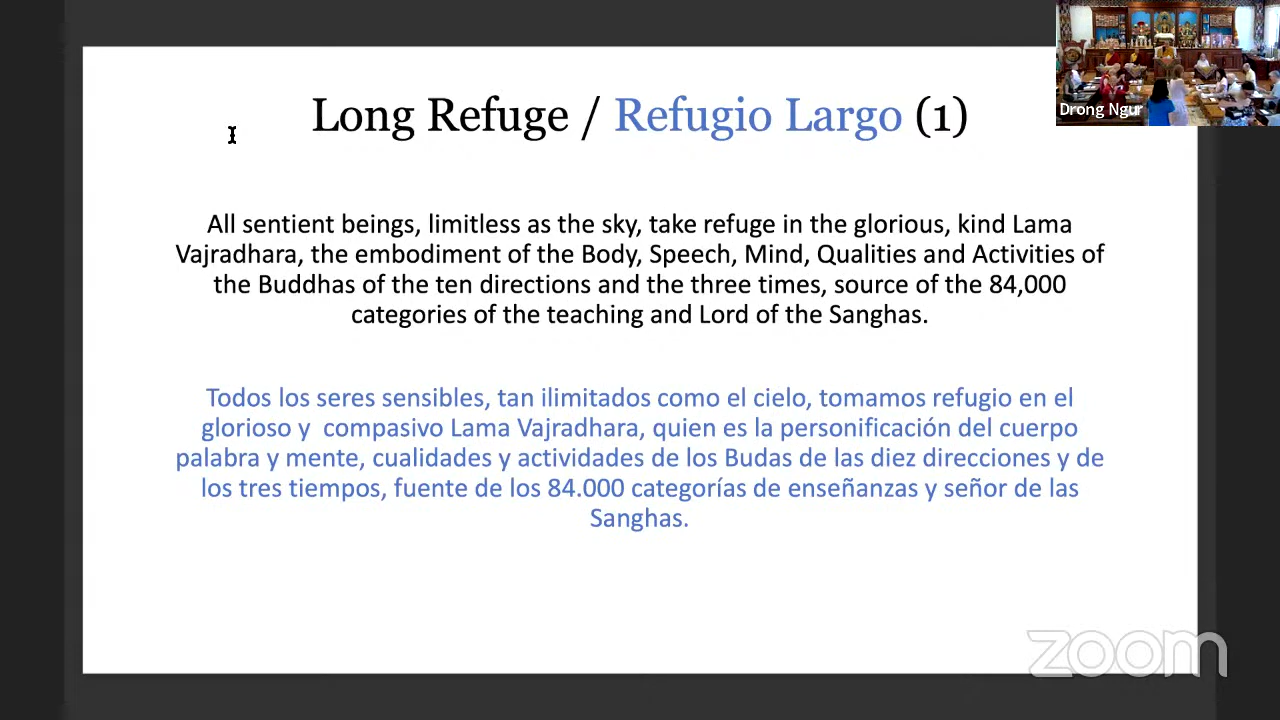 Long Refuge / Refugio Largo (1)
Drong Ngur
All sentient beings, limitless as the sky, take refuge in the glorious, kind Lama
Vajradhara, the embodiment of the Body, Speech, Mind, Qualities and Activities of
the Buddhas of the ten directions and the three times, source of the 84,000
categories of the teaching and Lord of the Sanghas.
Todos los seres sensibles, tan ilimitados como el cielo, tomamos refugio en el
glorioso y  compasivo Lama Vajradhara, quien es la personificación del cuerpo
palabra y mente, cualidades y actividades de los Budas de las diez direcciones y de
los tres tiempos, fuente de los 84.000 categorías de enseñanzas y señor de las
Sanghas.
zoom